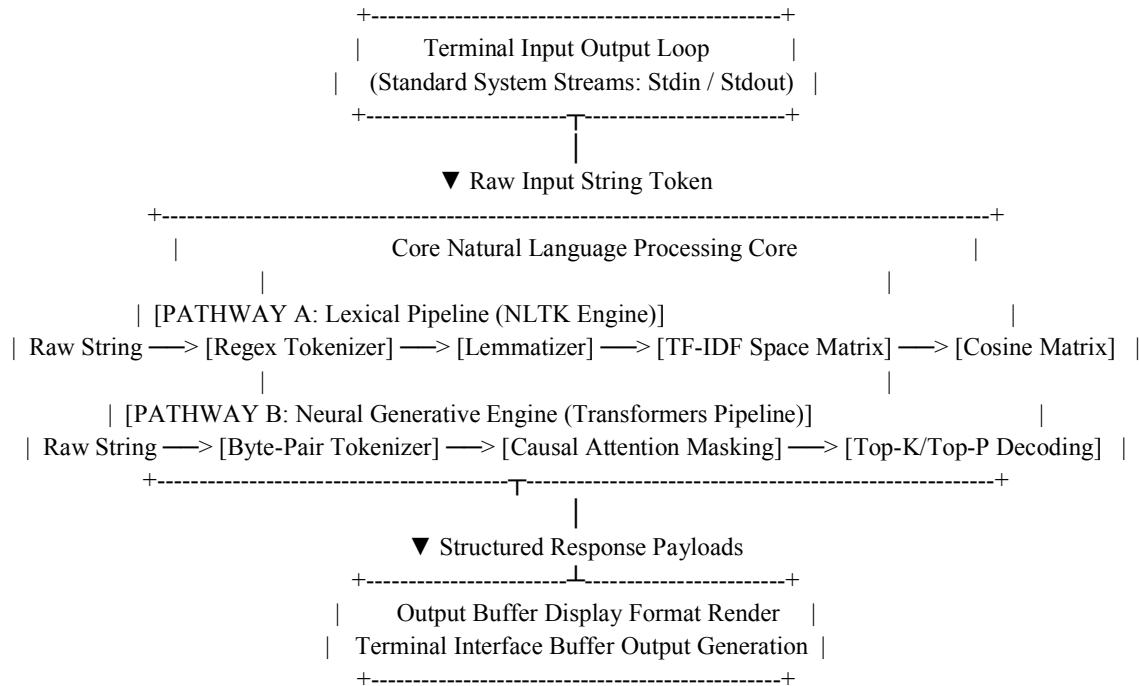 +-------------------------------------------------+
| Terminal Input Output Loop |
| (Standard System Streams: Stdin / Stdout) |
+------------------------┬------------------------+
│
▼ Raw Input String Token
+---------------------------------------------------------------------------------------------------+
| Core Natural Language Processing Core |
| |
| [PATHWAY A: Lexical Pipeline (NLTK Engine)] |
| Raw String ──> [Regex Tokenizer] ──> [Lemmatizer] ──> [TF-IDF Space Matrix] ──> [Cosine Matrix] |
| |
| [PATHWAY B: Neural Generative Engine (Transformers Pipeline)] |
| Raw String ──> [Byte-Pair Tokenizer] ──> [Causal Attention Masking] ──> [Top-K/Top-P Decoding] |
+------------------------------------------┬--------------------------------------------------------+
│
▼ Structured Response Payloads
+------------------------┴------------------------+
| Output Buffer Display Format Render |
| Terminal Interface Buffer Output Generation |
+-------------------------------------------------+